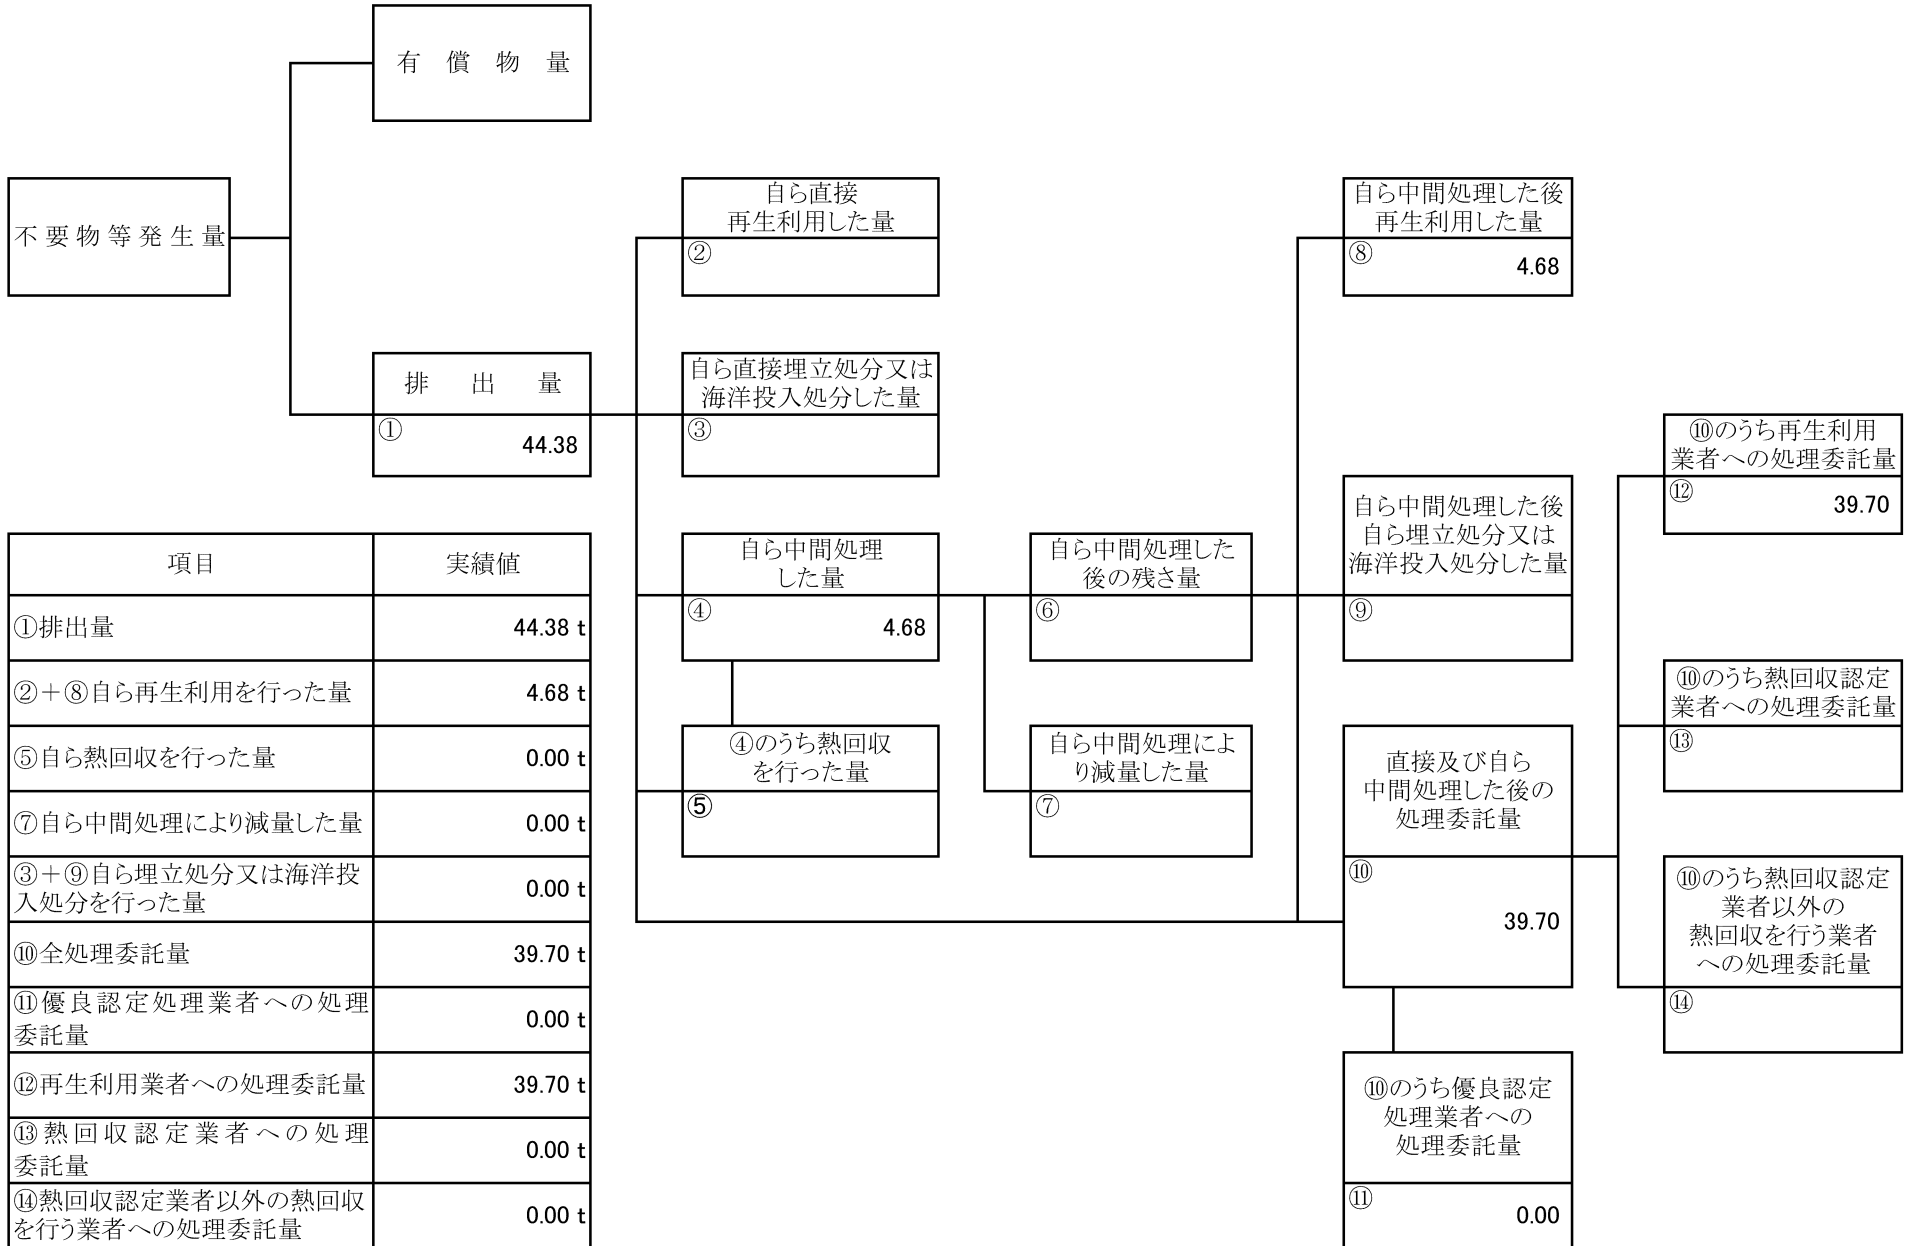 有償物量
不要物等発生量
自ら直接
再生利用した量
②
自ら中間処理した後
再生利用した量
⑧
4.68
排出量
①
44.38
自ら直接埋立処分又は
海洋投入処分した量
③
⑩のうち再生利用
業者への処理委託量
⑫
39.70
自ら中間処理
した量
④
4.68
自ら中間処理した
後の残さ量
⑥
自ら中間処理した後
自ら埋立処分又は
海洋投入処分した量
⑨
⑩のうち熱回収認定
業者への処理委託量
⑬
④のうち熱回収
を行った量
⑤
自ら中間処理によ
り減量した量
⑦
直接及び自ら
中間処理した後の
処理委託量
⑩
39.70
⑩のうち熱回収認定
業者以外の
熱回収を行う業者
への処理委託量
⑭
⑩のうち優良認定
処理業者への
処理委託量
⑪
0.00
項目 実績値
①排出量 44.38 t
②+⑧自ら再生利用を行った量 4.68 t
⑤自ら熱回収を行った量 0.00 t
⑦自ら中間処理により減量した量 0.00 t
③+⑨自ら埋立処分又は海洋投
入処分を行った量 0.00 t
⑩全処理委託量 39.70 t
⑪優良認定処理業者への処理
委託量 0.00 t
⑫再生利用業者への処理委託量 39.70 t
⑬熱回収認定業者への処理
委託量 0.00 t
⑭熱回収認定業者以外の熱回収
を行う業者への処理委託量 0.00 t